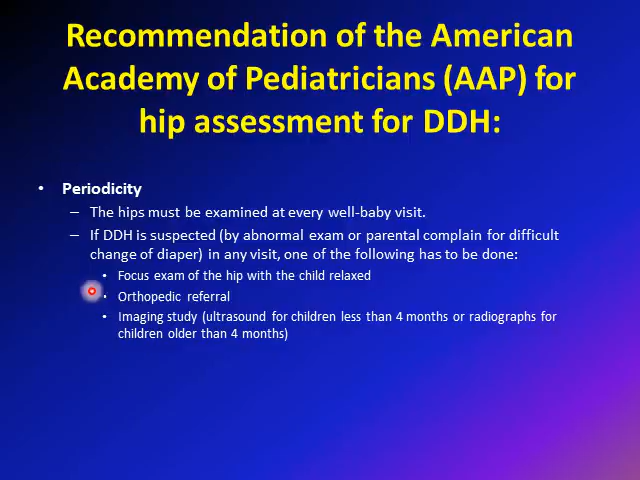 Recommendation of the American
Academy of Pediatricians (AAP) for
hip assessment for DDH:
• Periodicity
– The hips must be examined at every well-baby visit.
– If DDH is suspected (by abnormal exam or parental complain for difficult
change of diaper) in any visit, one of the following has to be done:
• Focus exam of the hip with the child relaxed
• Orthopedic referral
• Imaging study (ultrasound for children less than 4 months or radiographs for
children older than 4 months)